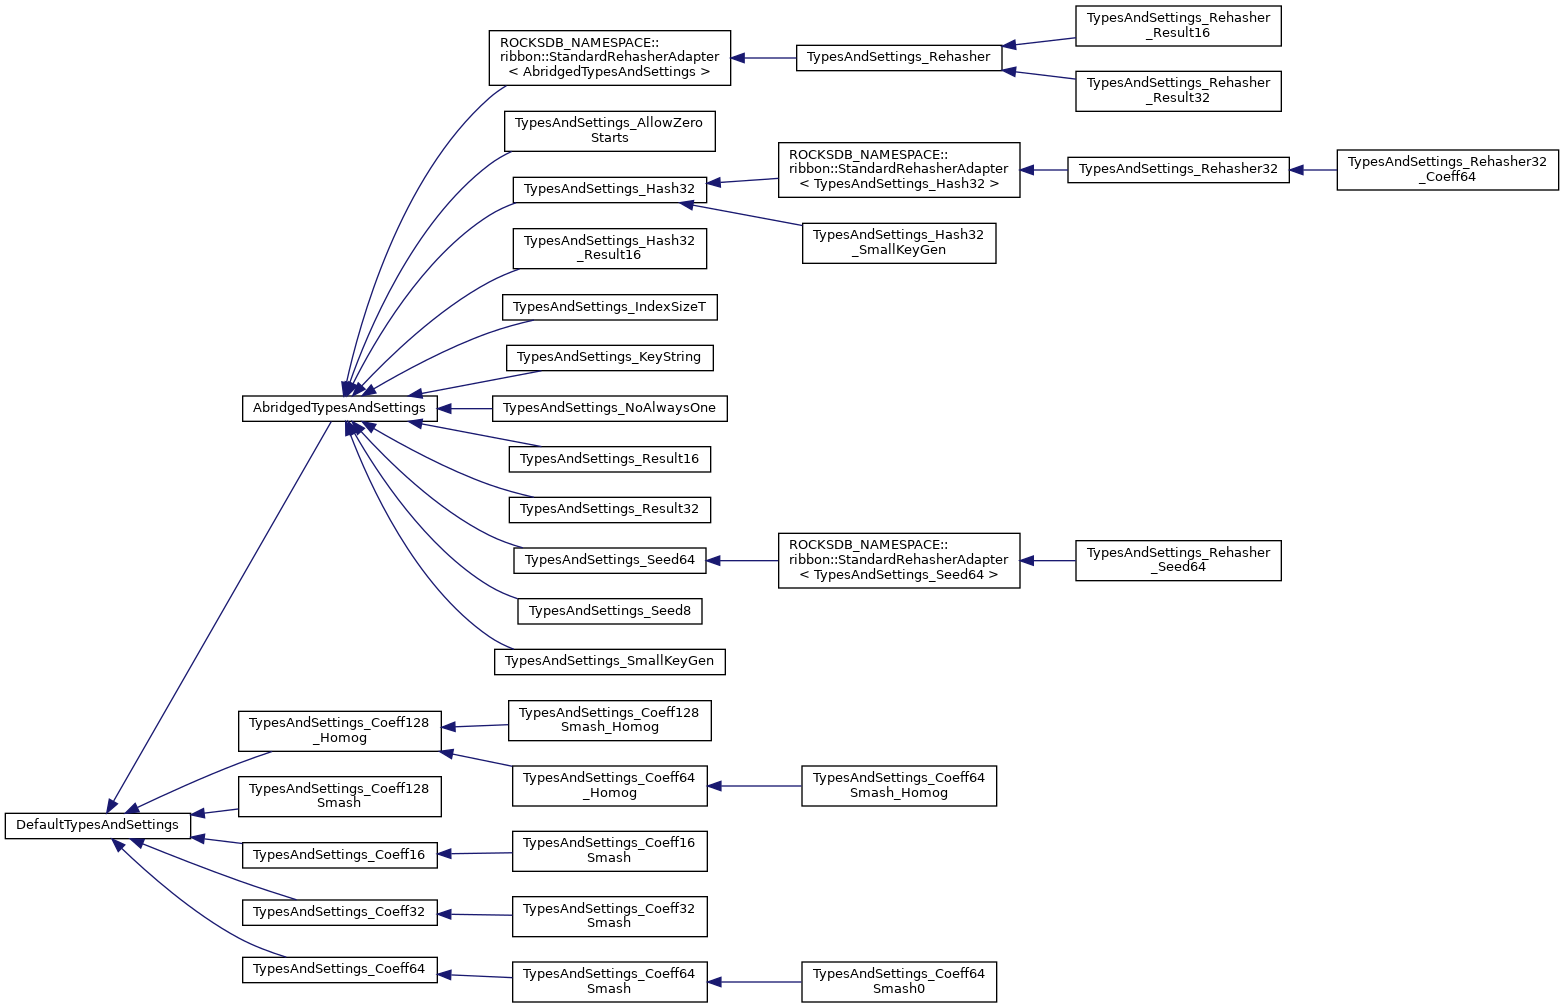 ROCKSDB_NAMESPACE::
ribbon::StandardRehasherAdapter
< AbridgedTypesAndSettings >
TypesAndSettings_Rehasher
TypesAndSettings_Rehasher
_Result16
TypesAndSettings_Rehasher
_Result32
TypesAndSettings_AllowZero
Starts
TypesAndSettings_Hash32
ROCKSDB_NAMESPACE::
ribbon::StandardRehasherAdapter
< TypesAndSettings_Hash32 >
TypesAndSettings_Rehasher32
TypesAndSettings_Rehasher32
_Coeff64
TypesAndSettings_Hash32
_SmallKeyGen
TypesAndSettings_Hash32
_Result16
TypesAndSettings_IndexSizeT
TypesAndSettings_KeyString
AbridgedTypesAndSettings
TypesAndSettings_NoAlwaysOne
TypesAndSettings_Result16
TypesAndSettings_Result32
TypesAndSettings_Seed64
ROCKSDB_NAMESPACE::
ribbon::StandardRehasherAdapter
< TypesAndSettings_Seed64 >
TypesAndSettings_Rehasher
_Seed64
TypesAndSettings_Seed8
TypesAndSettings_SmallKeyGen
DefaultTypesAndSettings
TypesAndSettings_Coeff128
_Homog
TypesAndSettings_Coeff128
Smash_Homog
TypesAndSettings_Coeff64
_Homog
TypesAndSettings_Coeff64
Smash_Homog
TypesAndSettings_Coeff128
Smash
TypesAndSettings_Coeff16
TypesAndSettings_Coeff16
Smash
TypesAndSettings_Coeff32
TypesAndSettings_Coeff32
Smash
TypesAndSettings_Coeff64
TypesAndSettings_Coeff64
Smash
TypesAndSettings_Coeff64
Smash0